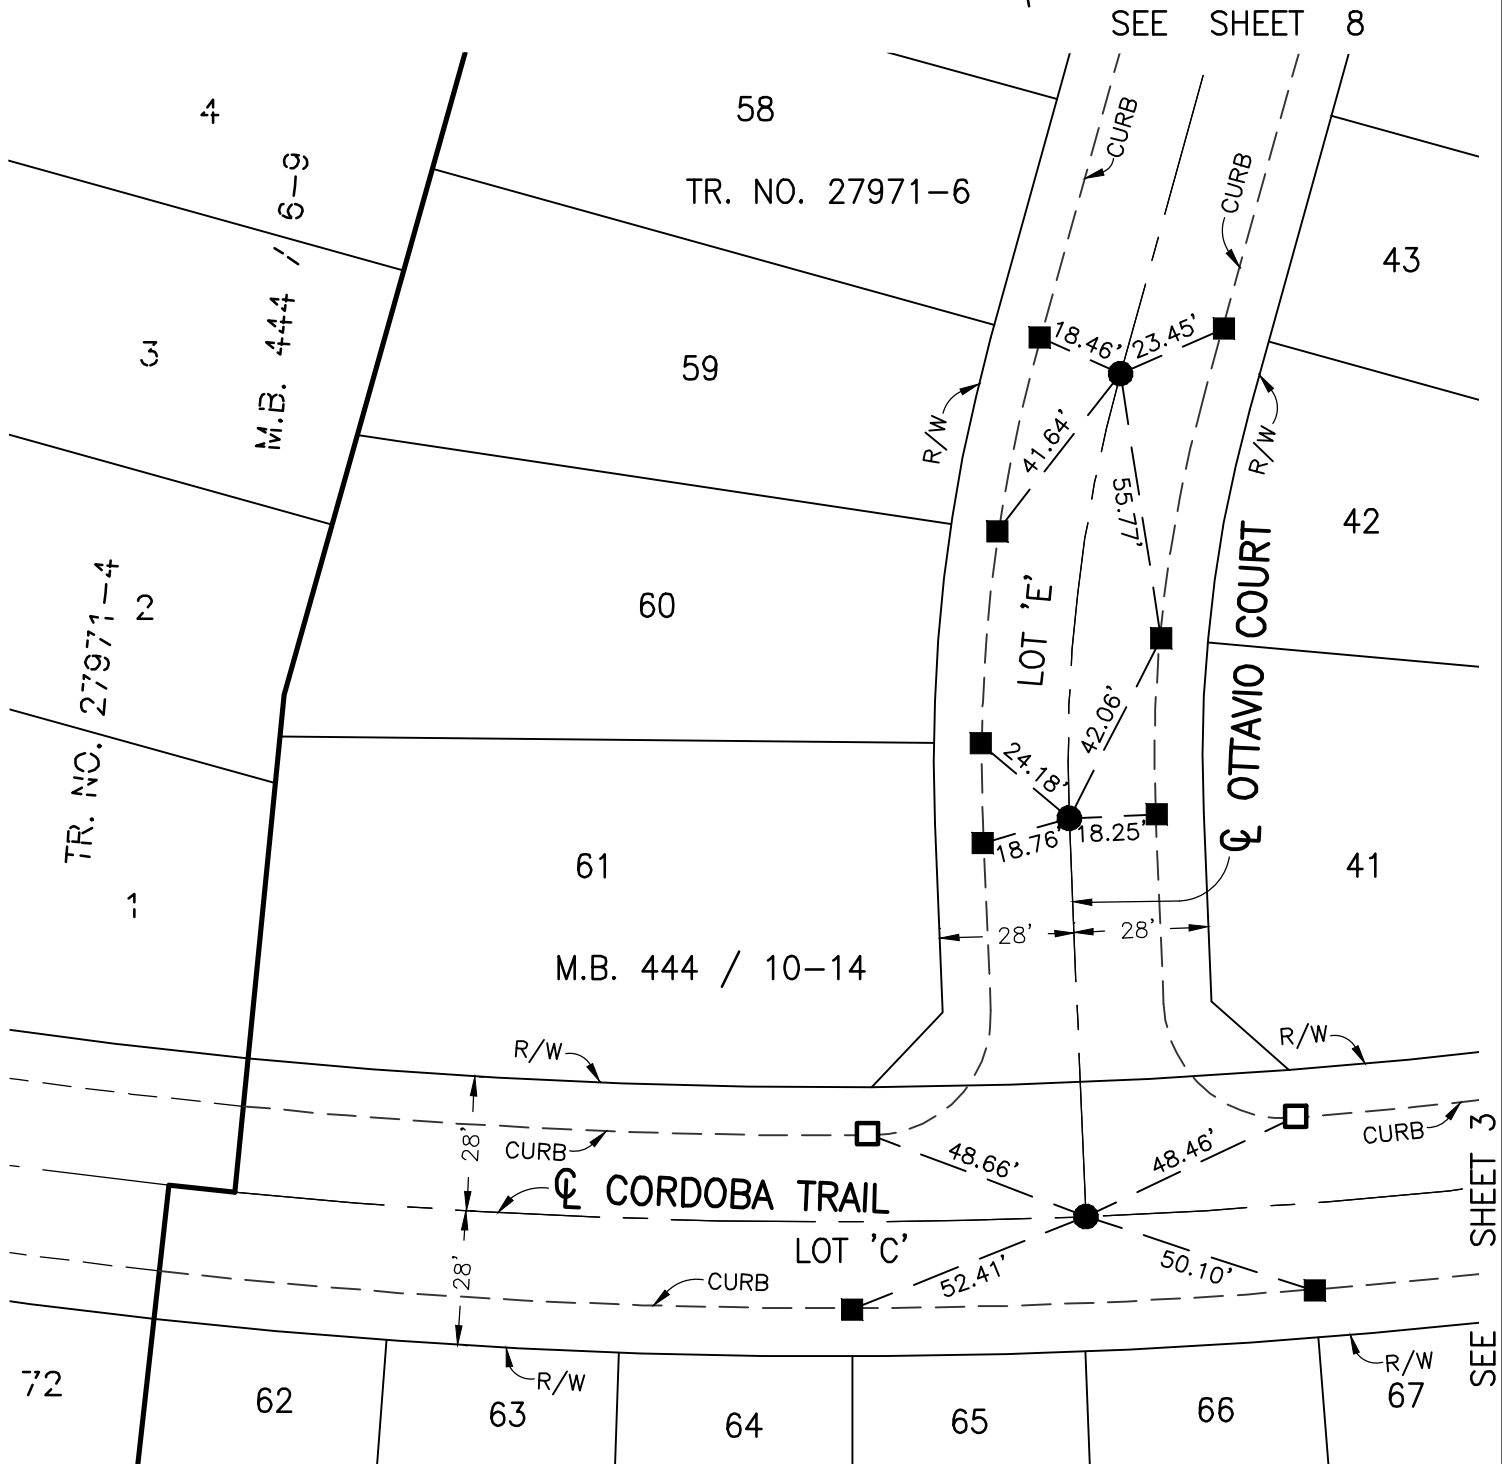 SEE SHEET 8
4
58
CURB
M.B. 444 / 6-9
TR. NO. 27971-6
CURB
43
3
59
18.46'
23.45'
R/W
41.64'
R/W
55.77'
42
TR. NO. 27971-4
2
60
LOT 'E'
℄ OTTAVIO COURT
42.06'
24.18'
18.76'
18.25'
61
41
1
28'
28'
M.B. 444 / 10-14
R/W
R/W
28'
CURB
48.66'
48.46'
CURB
SEE SHEET 3
℄ CORDOBA TRAIL
LOT 'C'
28'
CURB
52.41'
50.10'
R/W
R/W
72
62
63
64
65
66
67